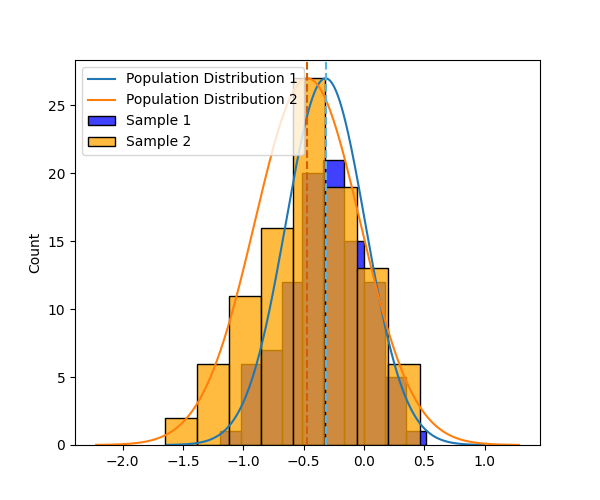 Population Distribution 1
Population Distribution 2
Sample 1
Sample 2
Count
25
20
15
10
5
0
−2.0 −1.5 −1.0 −0.5 0.0 0.5 1.0